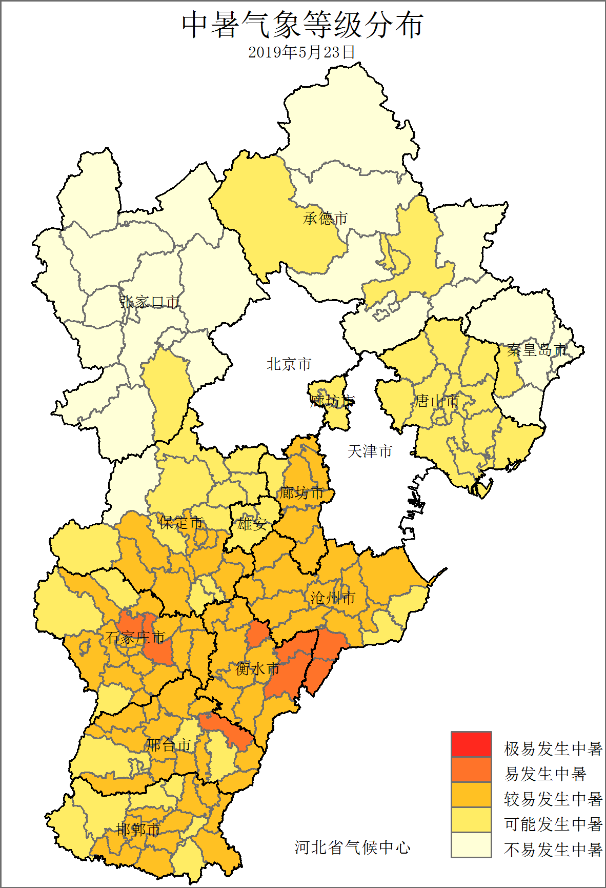 中暑气象等级分布
2019年5月23日
承德市
张家口市
秦皇岛市
北京市
廊坊市
唐山市
天津市
廊坊市
保定市
雄安
沧州市
石家庄市
衡水市
邢台市
邯郸市
极易发生中暑
易发生中暑
较易发生中暑
可能发生中暑
不易发生中暑
河北省气候中心